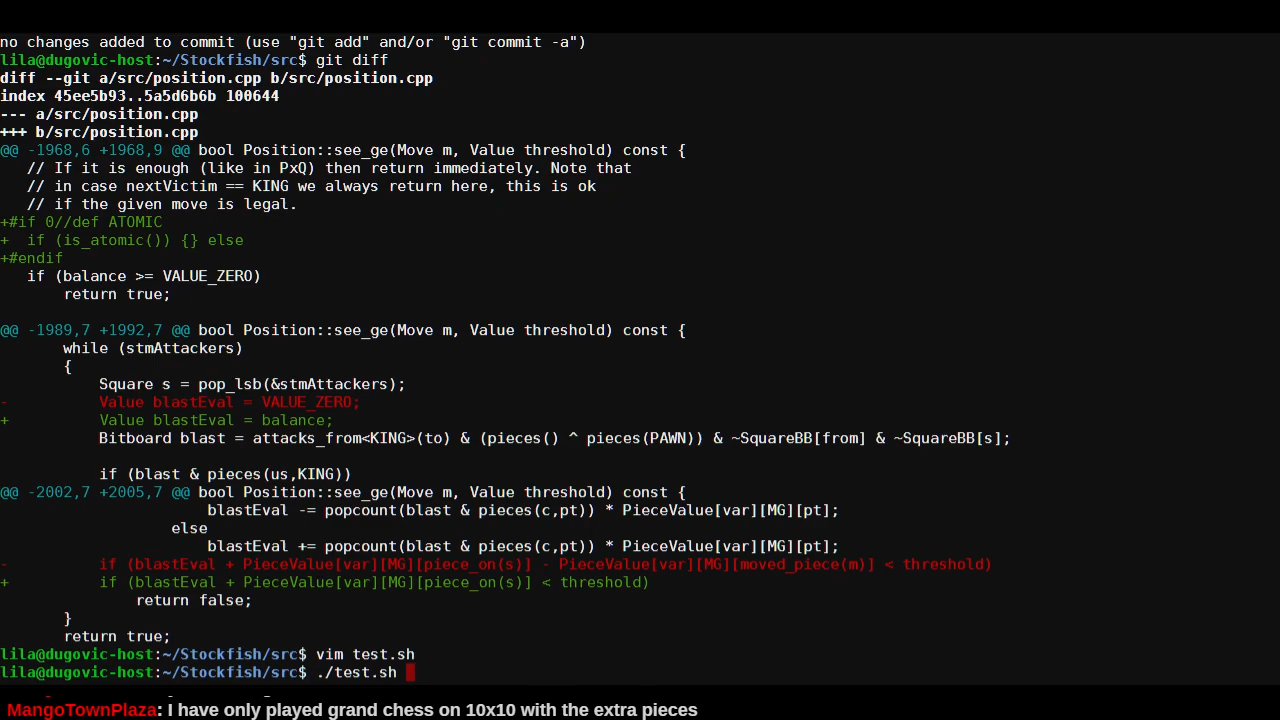 no changes added to commit (use "git add" and/or "git commit -a")
lila@dugovic-host:~/Stockfish/src$ git diff
diff --git a/src/position.cpp b/src/position.cpp
index 45ee5b93..5a5d6b6b 100644
--- a/src/position.cpp
+++ b/src/position.cpp
@@ -1968,6 +1968,9 @@ bool Position::see_ge(Move m, Value threshold) const {
   // If it is enough (like in PxQ) then return immediately. Note that
   // in case nextVictim == KING we always return here, this is ok
   // if the given move is legal.
+#if 0//def ATOMIC
+  if (is_atomic()) {} else
+#endif
   if (balance >= VALUE_ZERO)
       return true;
@@ -1989,7 +1992,7 @@ bool Position::see_ge(Move m, Value threshold) const {
       while (stmAttackers)
       {
           Square s = pop_lsb(&stmAttackers);
-          Value blastEval = VALUE_ZERO;
+          Value blastEval = balance;
           Bitboard blast = attacks_from<KING>(to) & (pieces() ^ pieces(PAWN)) & ~SquareBB[from] & ~SquareBB[s];
           if (blast & pieces(us,KING))
@@ -2002,7 +2005,7 @@ bool Position::see_ge(Move m, Value threshold) const {
                       blastEval -= popcount(blast & pieces(c,pt)) * PieceValue[var][MG][pt];
                   else
                       blastEval += popcount(blast & pieces(c,pt)) * PieceValue[var][MG][pt];
-          if (blastEval + PieceValue[var][MG][piece_on(s)] - PieceValue[var][MG][moved_piece(m)] < threshold)
+          if (blastEval + PieceValue[var][MG][piece_on(s)] < threshold)
               return false;
       }
       return true;
lila@dugovic-host:~/Stockfish/src$ vim test.sh
lila@dugovic-host:~/Stockfish/src$ ./test.sh
MangoTownPlaza: I have only played grand chess on 10x10 with the extra pieces